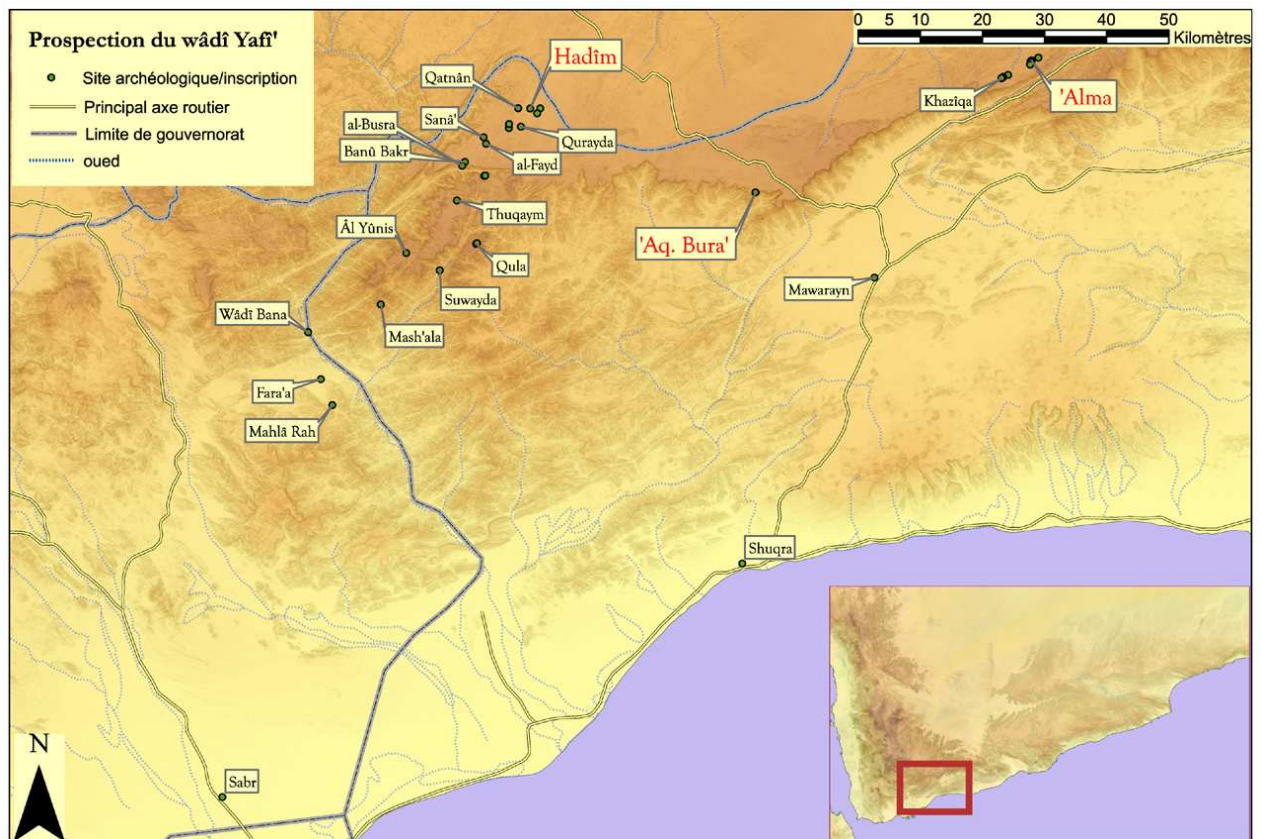 Prospection du wâdî Yafî'
Site archéologique/inscription
Principal axe routier
Limite de gouvernorat
oued
0 5 10 20 30 40 50
Kilomètres
Qatnân
Hadîm
Khazîqa
'Alma
al-Busra
Sanâ'
Qurayda
Banû Bakr
al-Fayd
Thuqaym
Âl Yûnis
'Aq. Bura'
Qula
Suwayda
Mawarayn
Wâdî Bana
Mash'ala
Fara'a
Mahlâ Rah
Shuqra
N
Sabr